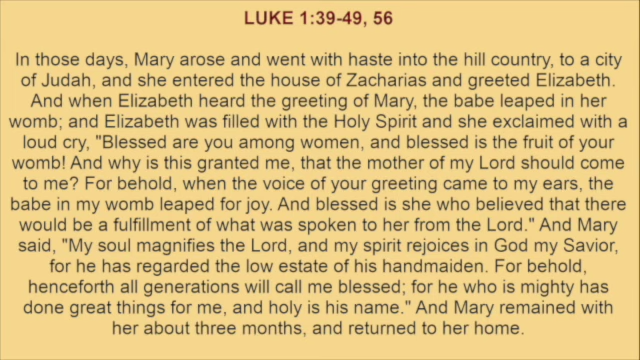 LUKE 1:39-49, 56
In those days, Mary arose and went with haste into the hill country, to a city
of Judah, and she entered the house of Zacharias and greeted Elizabeth.
And when Elizabeth heard the greeting of Mary, the babe leaped in her
womb; and Elizabeth was filled with the Holy Spirit and she exclaimed with a
loud cry, "Blessed are you among women, and blessed is the fruit of your
womb! And why is this granted me, that the mother of my Lord should come
to me? For behold, when the voice of your greeting came to my ears, the
babe in my womb leaped for joy. And blessed is she who believed that there
would be a fulfillment of what was spoken to her from the Lord." And Mary
said, "My soul magnifies the Lord, and my spirit rejoices in God my Savior,
for he has regarded the low estate of his handmaiden. For behold,
henceforth all generations will call me blessed; for he who is mighty has
done great things for me, and holy is his name." And Mary remained with
her about three months, and returned to her home.